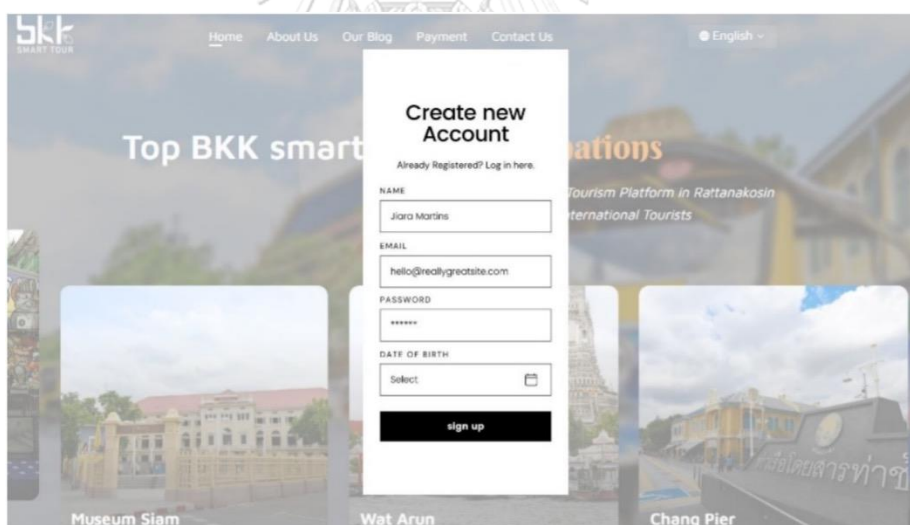 bkk
SMART TOUR
Home About Us Our Blog Payment Contact Us
English
Top BKK smart
ations
Tourism Platform in Rattanakosin
ternational Tourists
Create new
Account
Already Registered? Log in here.
NAME
Jiara Martins
EMAIL
hello@reallygreatsite.com
PASSWORD
******
DATE OF BIRTH
Select
sign up
Museum Siam
Wat Arun
Chang Pier